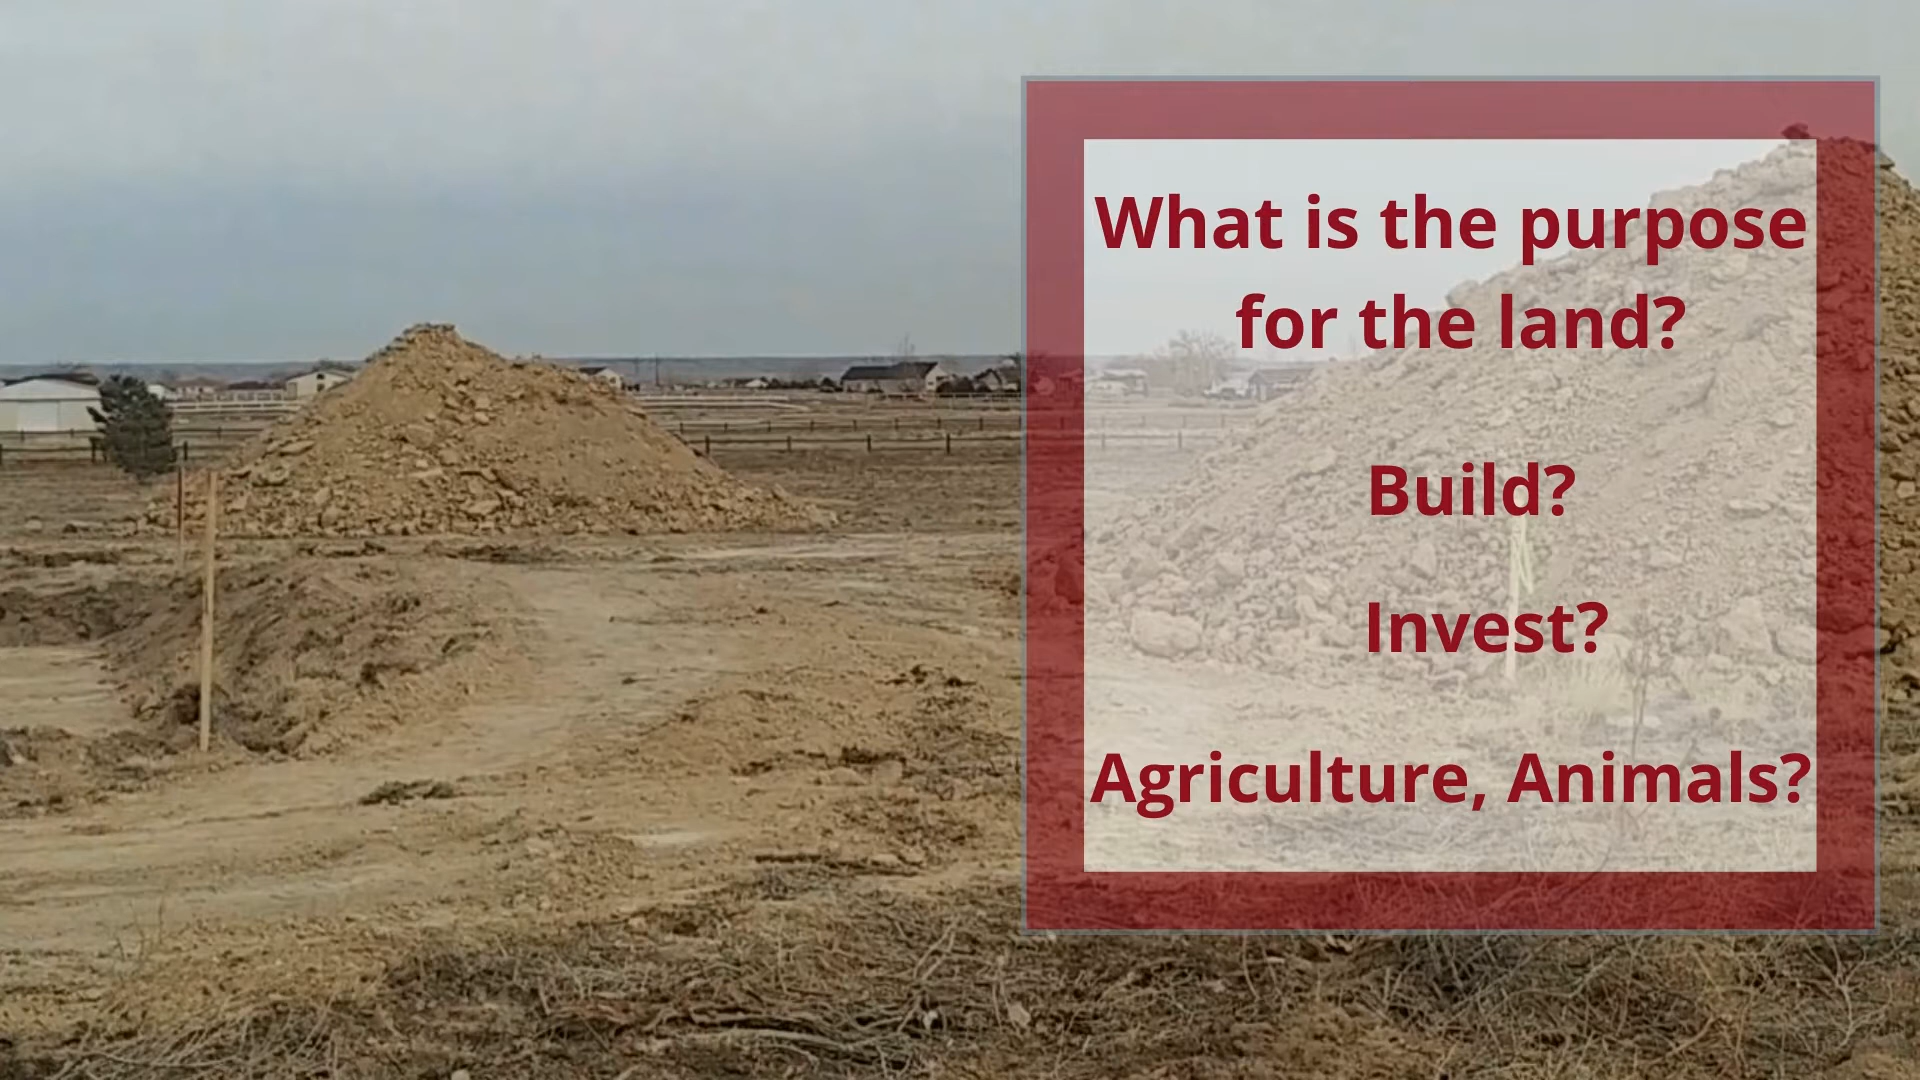 What is the purpose
for the land?
Build?
Invest?
Agriculture, Animals?